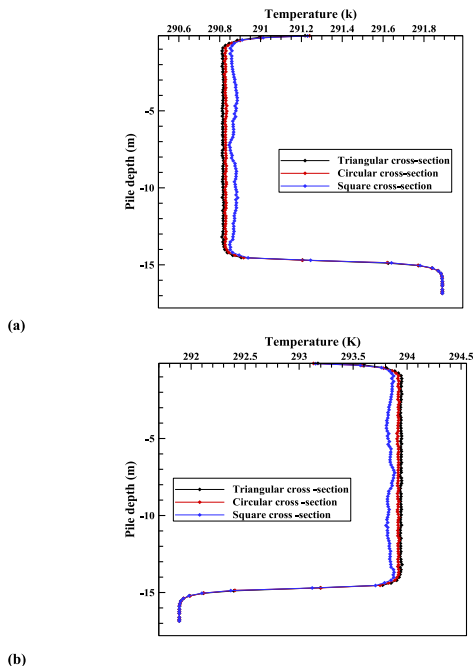 Temperature (k)
290.6 290.8 291 291.2 291.4 291.6 291.8
Pile depth (m)
-5
-10
-15
Triangular cross-section
Circular cross-section
Square cross-section
(a)
Temperature (K)
292 292.5 293 293.5 294 294.5
Pile depth (m)
-5
-10
-15
Triangular cross -section
Circular cross -section
Square cross -section
(b)